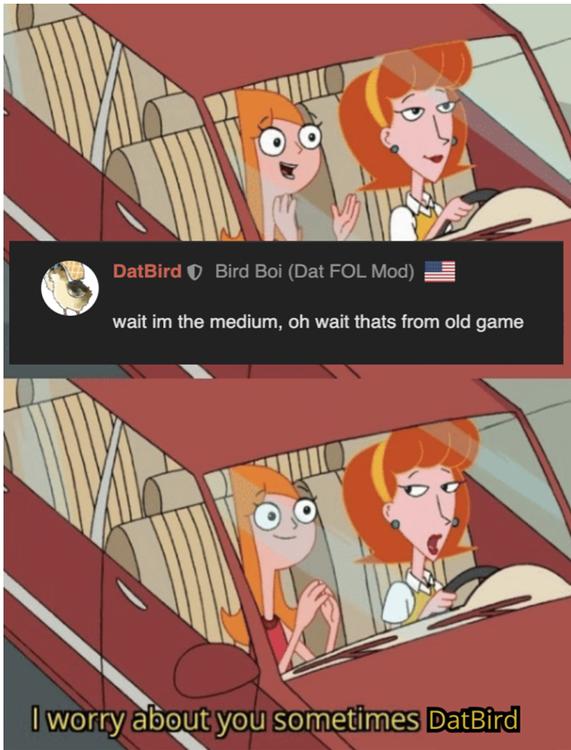 DatBird Bird Boi (Dat FOL Mod)
wait im the medium, oh wait thats from old game
I worry about you sometimes DatBird